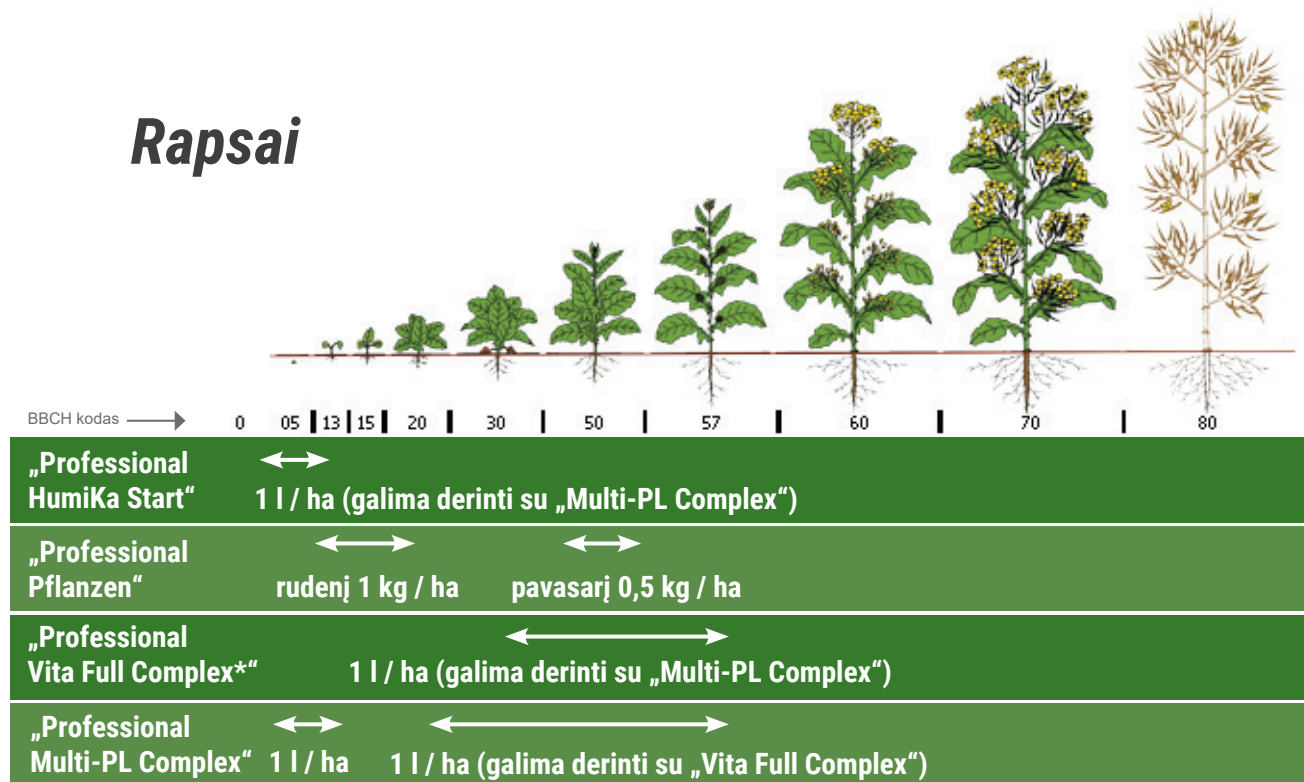 Rapsai
BBCH kodas
0 05 13 15 20 30 50 57 60 70 80
„Professional
HumiKa Start“
1 l / ha (galima derinti su „Multi-PL Complex“)
„Professional
Pflanzen“
rudenį 1 kg / ha pavasarį 0,5 kg / ha
„Professional
Vita Full Complex*“
1 l / ha (galima derinti su „Multi-PL Complex“)
„Professional
Multi-PL Complex“
1 l / ha 1 l / ha (galima derinti su „Vita Full Complex“)